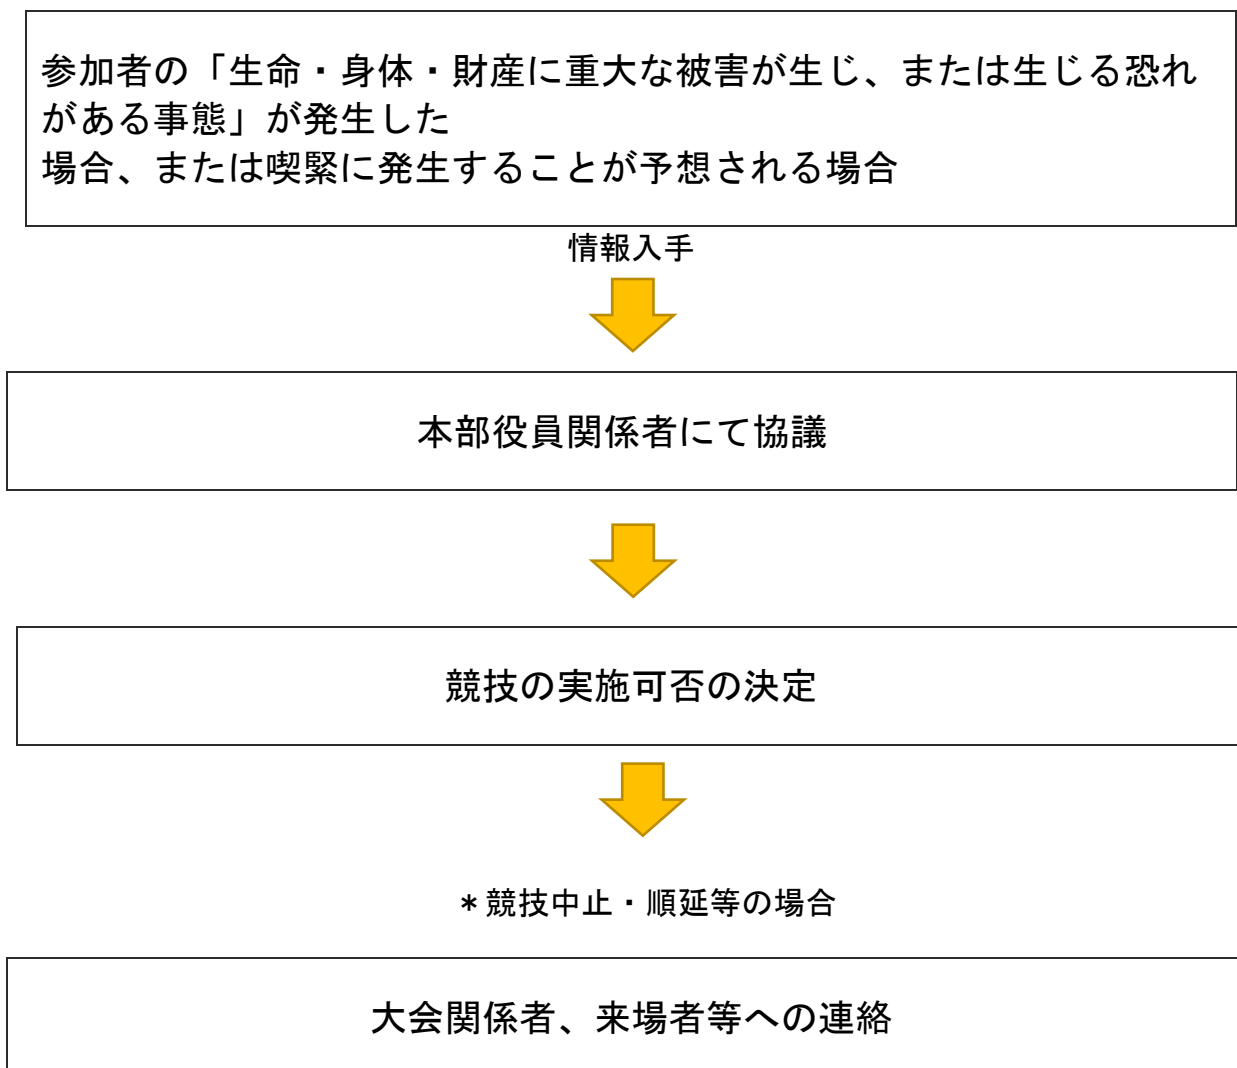 参加者の「生命・身体・財産に重大な被害が生じ、または生じる恐れ
がある事態」が発生した
場合、または喫緊に発生することが予想される場合
情報入手
本部役員関係者にて協議
競技の実施可否の決定
＊競技中止・順延等の場合
大会関係者、来場者等への連絡